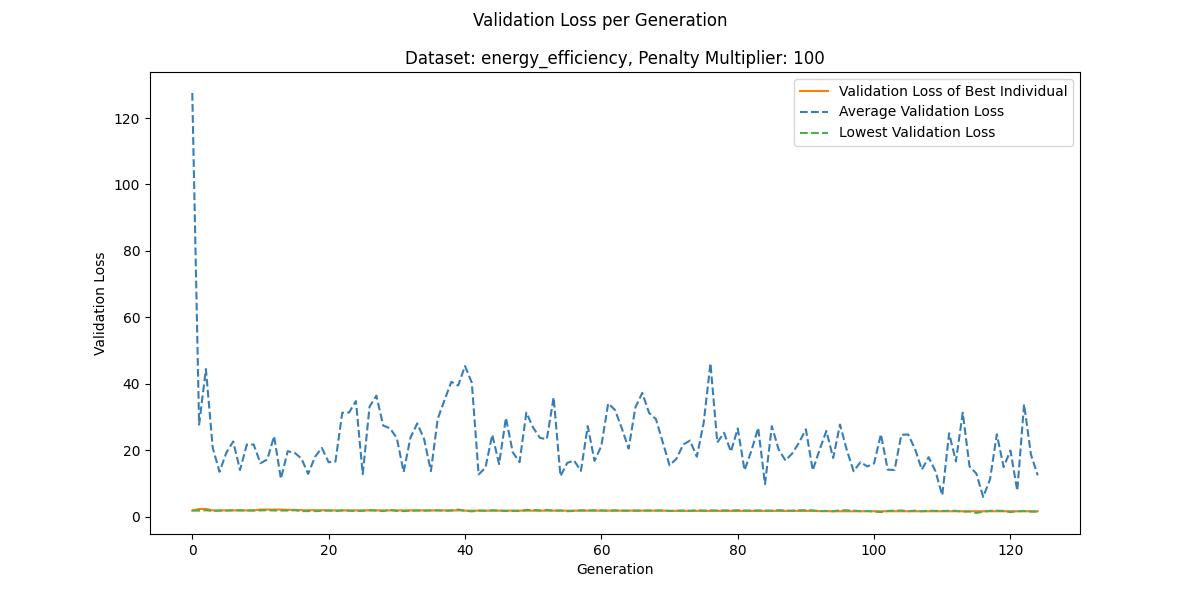 Validation Loss per Generation
Dataset: energy_efficiency, Penalty Multiplier: 100
Validation Loss of Best Individual
Average Validation Loss
Lowest Validation Loss
120
100
80
60
40
20
0
Validation Loss
0 20 40 60 80 100 120
Generation